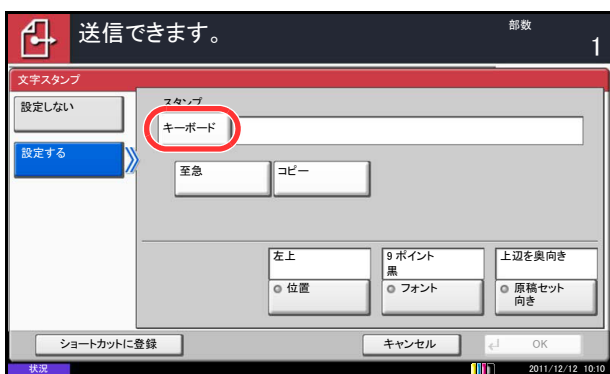 送信できます。
部数
1
文字スタンプ
設定しない
設定する
スタンプ
キーボード
至急
コピー
左上
位置
9 ポイント
黒
フォント
上辺を奥向き
原稿セット
向き
ショートカットに登録
キャンセル
OK
状況
2011/12/12 10:10